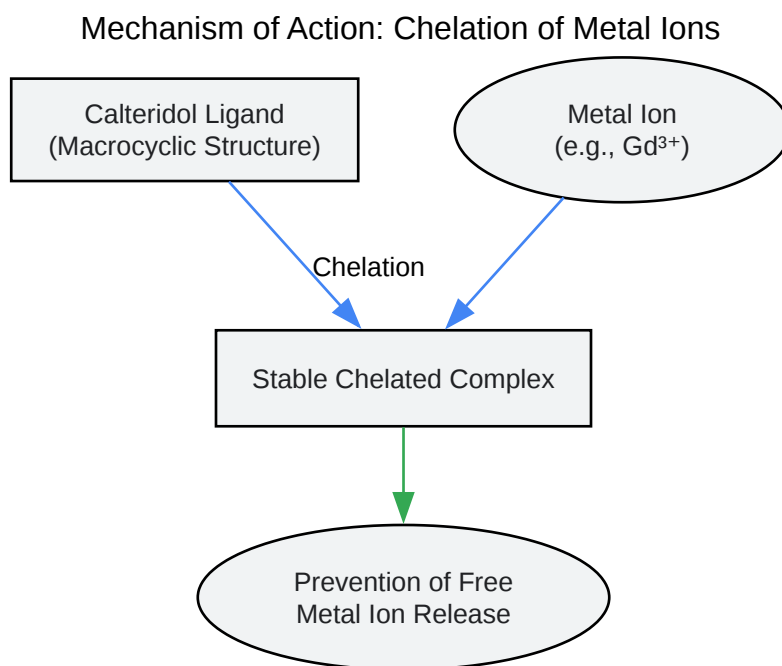 Mechanism of Action: Chelation of Metal Ions
Calteridol Ligand
(Macrocyclic Structure)
Metal Ion
(e.g., Gd³⁺)
Chelation
Stable Chelated Complex
Prevention of Free
Metal Ion Release